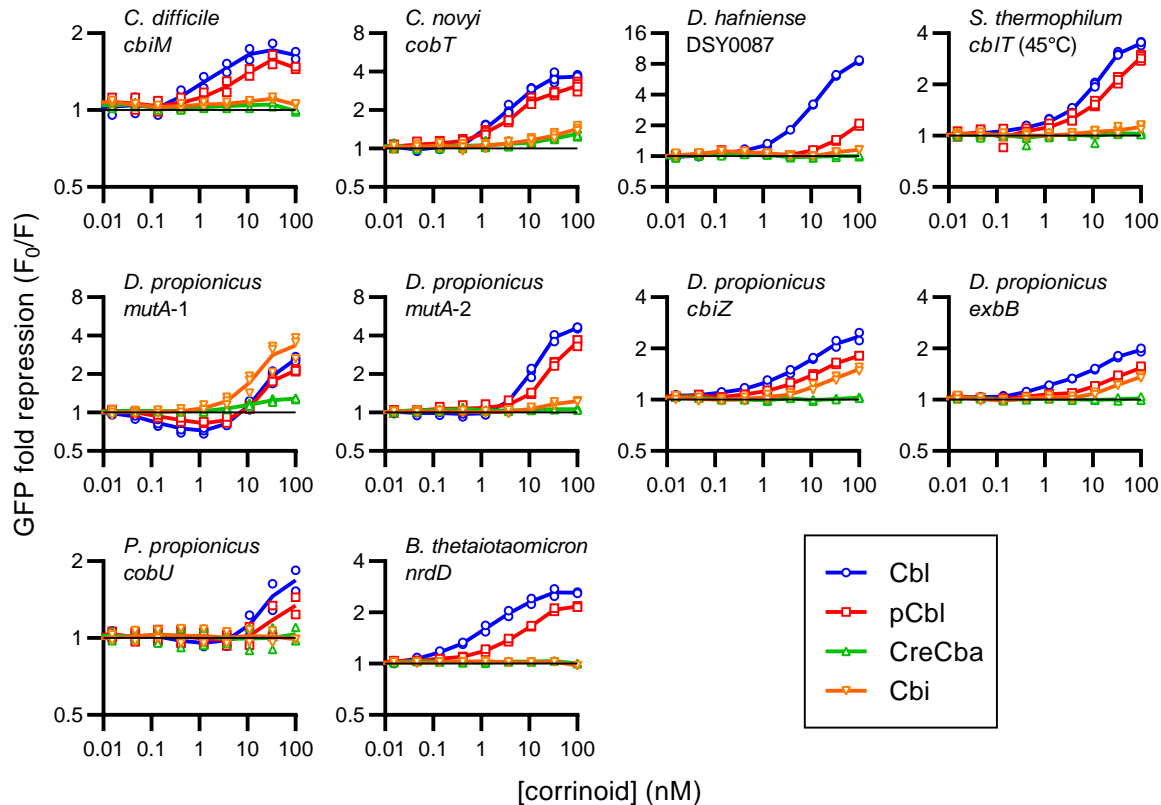 C. difficile
cbiM
C. novyi
cobT
D. hafniense
DSY0087
S. thermophilum
cblT (45°C)
2
1
0.5
0.01 0.1 1 10 100
8
4
2
1
0.5
0.01 0.1 1 10 100
16
8
4
2
1
0.5
0.01 0.1 1 10 100
4
2
1
0.5
0.01 0.1 1 10 100
GFP fold repression (F0/F)
D. propionicus
mutA-1
D. propionicus
mutA-2
D. propionicus
cbiZ
D. propionicus
exbB
8
4
2
1
0.5
0.01 0.1 1 10 100
8
4
2
1
0.5
0.01 0.1 1 10 100
4
2
1
0.5
0.01 0.1 1 10 100
4
2
1
0.5
0.01 0.1 1 10 100
P. propionicus
cobU
B. thetaiotaomicron
nrdD
2
1
0.5
0.01 0.1 1 10 100
4
2
1
0.5
0.01 0.1 1 10 100
Cbl
pCbl
CreCba
Cbi
[corrinoid] (nM)